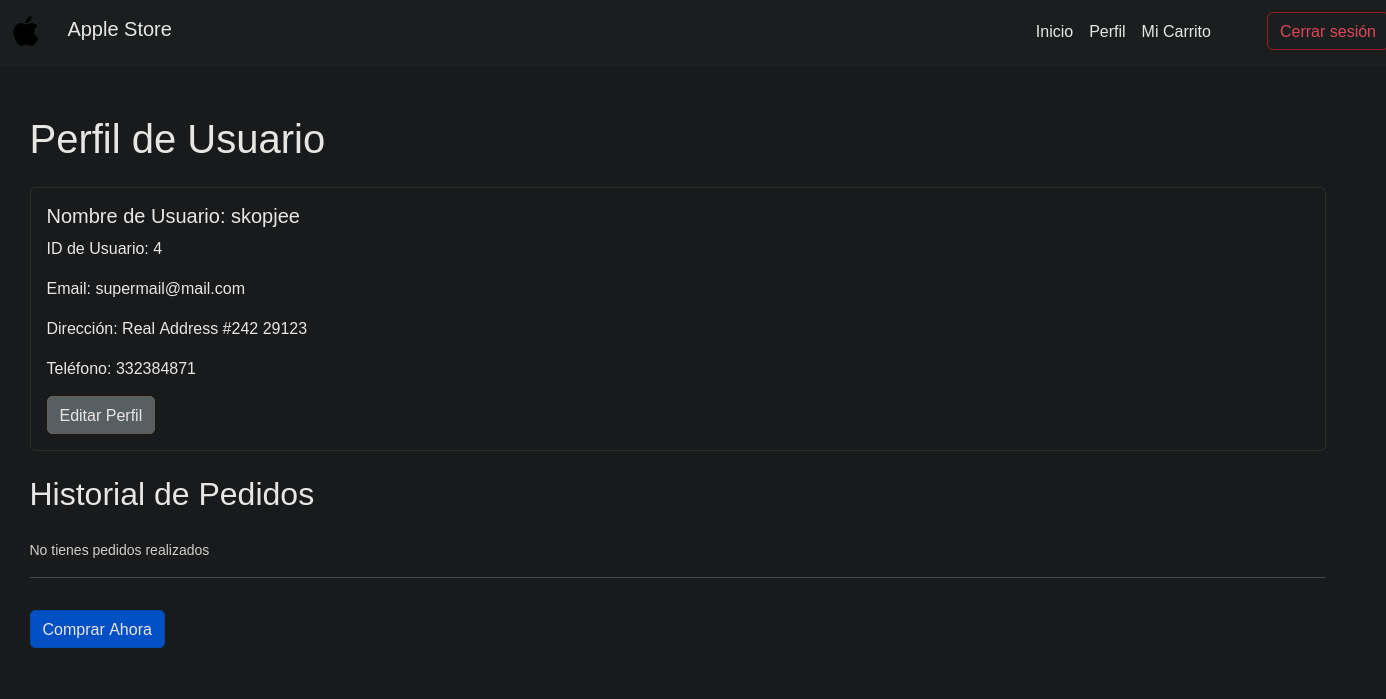 Apple Store
Inicio Perfil Mi Carrito Cerrar sesión
Perfil de Usuario
Nombre de Usuario: skopjee
ID de Usuario: 4
Email: supermail@mail.com
Dirección: Real Address #242 29123
Teléfono: 332384871
Editar Perfil
Historial de Pedidos
No tienes pedidos realizados
Comprar Ahora